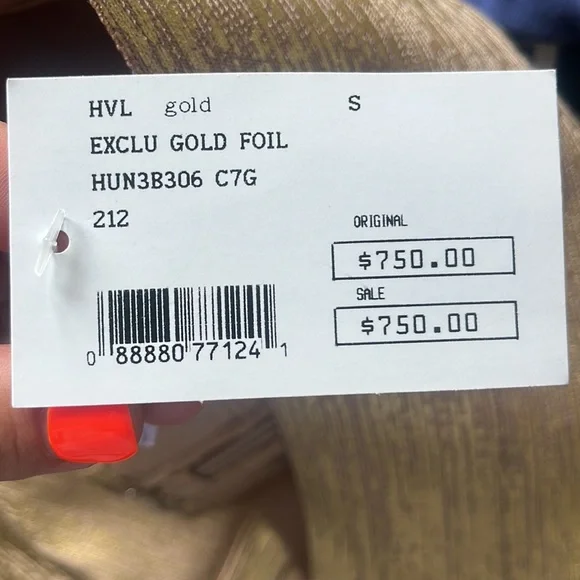 HVL gold S
EXCLU GOLD FOIL
HUN3B306 C7G
212
ORIGINAL
$750.00
SALE
$750.00
0 88880 77124 1